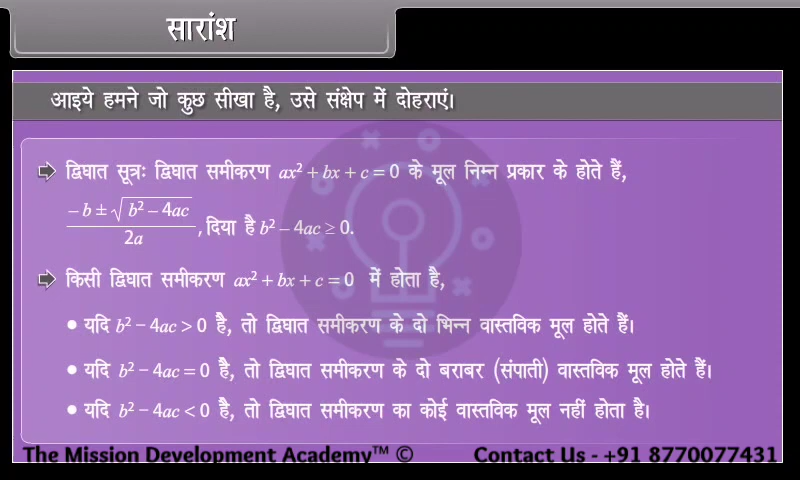 सारांश
आइये हमने जो कुछ सीखा है, उसे संक्षेप में दोहराएं।
द्विघात सूत्रः द्विघात समीकरण ax² + bx + c = 0 के मूल निम्न प्रकार के होते हैं,
(−b ± √(b² − 4ac)) / 2a , दिया है b² – 4ac ≥ 0.
किसी द्विघात समीकरण ax² + bx + c = 0 में होता है,
• यदि b² − 4ac > 0 है, तो द्विघात समीकरण के दो भिन्न वास्तविक मूल होते हैं।
• यदि b² − 4ac = 0 है, तो द्विघात समीकरण के दो बराबर (संपाती) वास्तविक मूल होते हैं।
• यदि b² − 4ac < 0 है, तो द्विघात समीकरण का कोई वास्तविक मूल नहीं होता है।
The Mission Development Academy™ © Contact Us - +91 8770077431